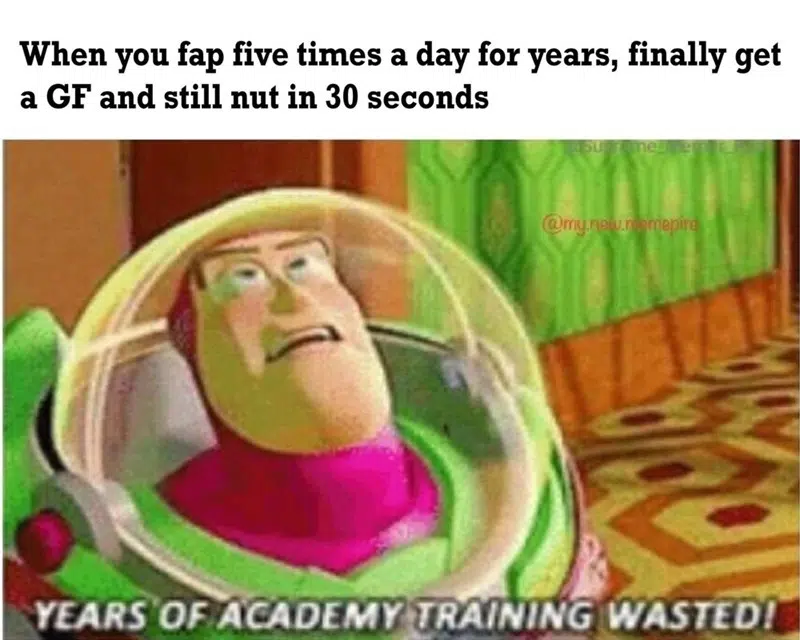 When you fap five times a day for years, finally get
a GF and still nut in 30 seconds
@my.new.memepire
YEARS OF ACADEMY TRAINING WASTED!